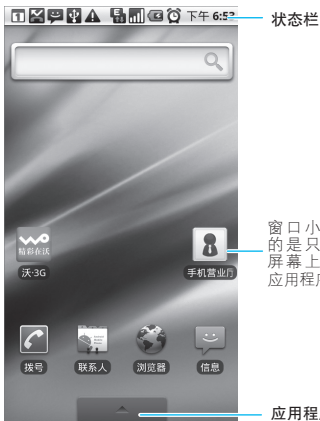 下午 6:53
状态栏
精彩在沃
沃·3G
手机营业厅
窗口小
的是只
屏幕上
应用程
拨号
联系人
浏览器
信息
应用程